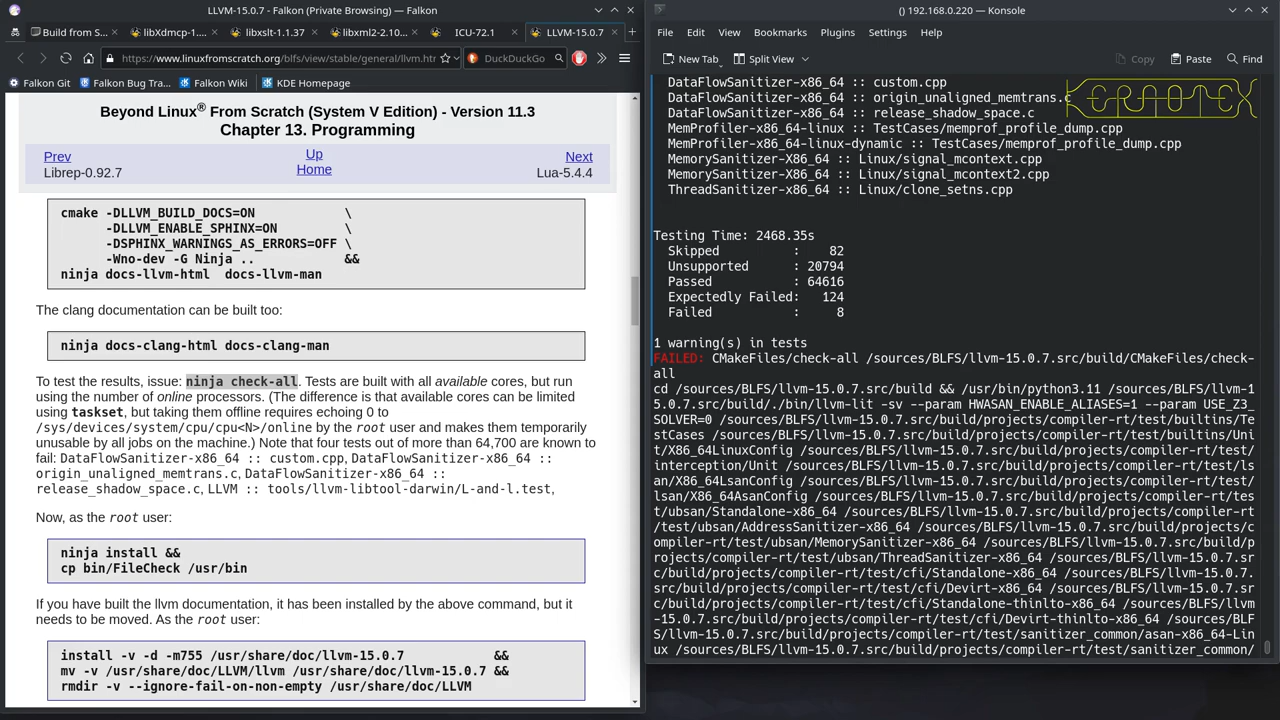 LLVM-15.0.7 - Falkon (Private Browsing) — Falkon
Build from S...
libXdmcp-1....
libxslt-1.1.37
libxml2-2.10...
ICU-72.1
LLVM-15.0.7
https://www.linuxfromscratch.org/blfs/view/stable/general/llvm.htr
DuckDuckGo
Falkon Git
Falkon Bug Tra...
Falkon Wiki
KDE Homepage
Beyond Linux® From Scratch (System V Edition) - Version 11.3
Chapter 13. Programming
Prev
Up
Next
Librep-0.92.7
Home
Lua-5.4.4
cmake -DLLVM_BUILD_DOCS=ON \
-DLLVM_ENABLE_SPHINX=ON \
-DSPHINX_WARNINGS_AS_ERRORS=OFF \
-Wno-dev -G Ninja .. &&
ninja docs-llvm-html docs-llvm-man
The clang documentation can be built too:
ninja docs-clang-html docs-clang-man
To test the results, issue: ninja check-all. Tests are built with all available cores, but run
using the number of online processors. (The difference is that available cores can be limited
using taskset, but taking them offline requires echoing 0 to
/sys/devices/system/cpu/cpu<N>/online by the root user and makes them temporarily
unusable by all jobs on the machine.) Note that four tests out of more than 64,700 are known to
fail: DataFlowSanitizer-x86_64 :: custom.cpp, DataFlowSanitizer-x86_64 ::
origin_unaligned_memtrans.c, DataFlowSanitizer-x86_64 ::
release_shadow_space.c, LLVM :: tools/llvm-libtool-darwin/L-and-l.test,
Now, as the root user:
ninja install &&
cp bin/FileCheck /usr/bin
If you have built the llvm documentation, it has been installed by the above command, but it
needs to be moved. As the root user:
install -v -d -m755 /usr/share/doc/llvm-15.0.7 &&
mv -v /usr/share/doc/LLVM/llvm /usr/share/doc/llvm-15.0.7 &&
rmdir -v --ignore-fail-on-non-empty /usr/share/doc/LLVM
() 192.168.0.220 — Konsole
File Edit View Bookmarks Plugins Settings Help
New Tab
Split View
Copy
Paste
Find
DataFlowSanitizer-x86_64 :: custom.cpp
DataFlowSanitizer-x86_64 :: origin_unaligned_memtrans.c
DataFlowSanitizer-x86_64 :: release_shadow_space.c
MemProfiler-x86_64-linux :: TestCases/memprof_profile_dump.cpp
MemProfiler-x86_64-linux-dynamic :: TestCases/memprof_profile_dump.cpp
MemorySanitizer-X86_64 :: Linux/signal_mcontext.cpp
MemorySanitizer-X86_64 :: Linux/signal_mcontext2.cpp
ThreadSanitizer-x86_64 :: Linux/clone_setns.cpp
Testing Time: 2468.35s
Skipped : 82
Unsupported : 20794
Passed : 64616
Expectedly Failed: 124
Failed : 8
1 warning(s) in tests
FAILED: CMakeFiles/check-all /sources/BLFS/llvm-15.0.7.src/build/CMakeFiles/check-
all
cd /sources/BLFS/llvm-15.0.7.src/build && /usr/bin/python3.11 /sources/BLFS/llvm-1
5.0.7.src/build/./bin/llvm-lit -sv --param HWASAN_ENABLE_ALIASES=1 --param USE_Z3_
SOLVER=0 /sources/BLFS/llvm-15.0.7.src/build/projects/compiler-rt/test/builtins/Te
stCases /sources/BLFS/llvm-15.0.7.src/build/projects/compiler-rt/test/builtins/Uni
t/X86_64LinuxConfig /sources/BLFS/llvm-15.0.7.src/build/projects/compiler-rt/test/
interception/Unit /sources/BLFS/llvm-15.0.7.src/build/projects/compiler-rt/test/ls
an/X86_64LsanConfig /sources/BLFS/llvm-15.0.7.src/build/projects/compiler-rt/test/
lsan/X86_64AsanConfig /sources/BLFS/llvm-15.0.7.src/build/projects/compiler-rt/test
test/ubsan/Standalone-x86_64 /sources/BLFS/llvm-15.0.7.src/build/projects/compiler-rt
/test/ubsan/AddressSanitizer-x86_64 /sources/BLFS/llvm-15.0.7.src/build/projects/c
ompiler-rt/test/ubsan/MemorySanitizer-x86_64 /sources/BLFS/llvm-15.0.7.src/build/p
rojects/compiler-rt/test/ubsan/ThreadSanitizer-x86_64 /sources/BLFS/llvm-15.0.7.sr
c/build/projects/compiler-rt/test/cfi/Standalone-x86_64 /sources/BLFS/llvm-15.0.7.
src/build/projects/compiler-rt/test/cfi/Devirt-x86_64 /sources/BLFS/llvm-15.0.7.sr
c/build/projects/compiler-rt/test/cfi/Standalone-thinlto-x86_64 /sources/BLFS/llvm
-15.0.7.src/build/projects/compiler-rt/test/cfi/Devirt-thinlto-x86_64 /sources/BLF
S/llvm-15.0.7.src/build/projects/compiler-rt/test/sanitizer_common/asan-x86_64-Lin
ux /sources/BLFS/llvm-15.0.7.src/build/projects/compiler-rt/test/sanitizer_common/